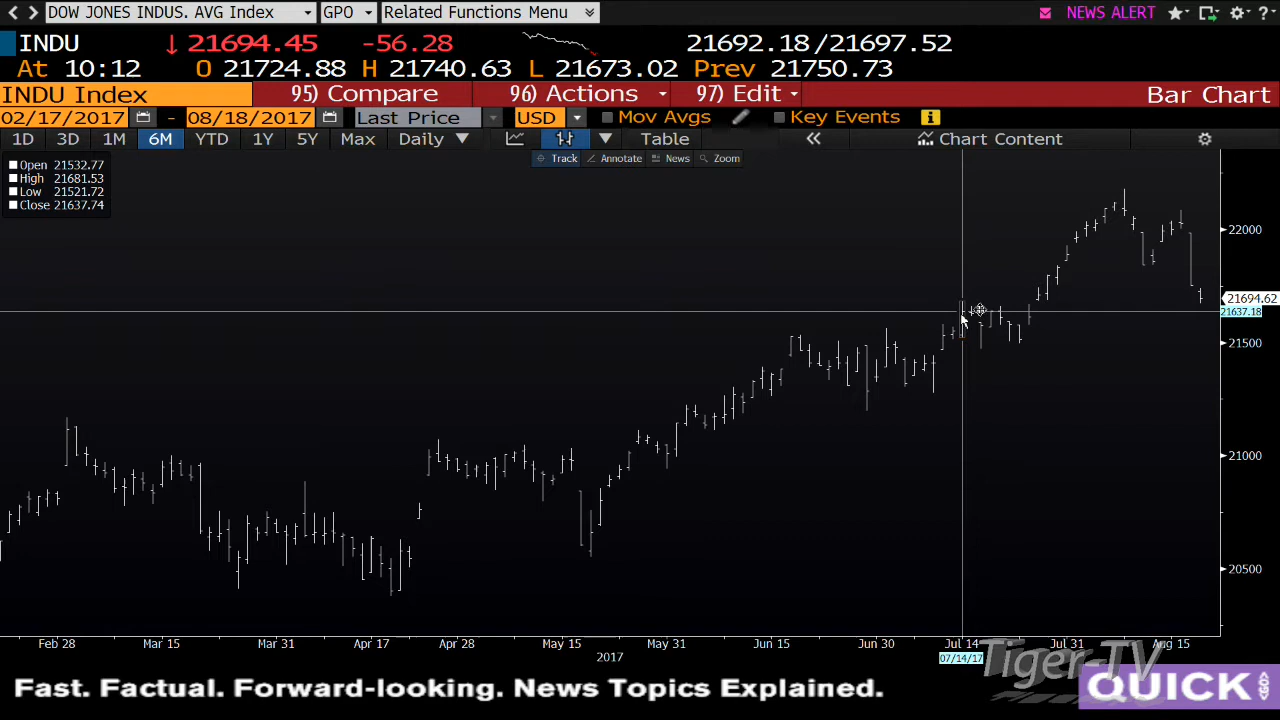 DOW JONES INDUS. AVG Index GPO Related Functions Menu NEWS ALERT ?
INDU 21694.45 -56.28 21692.18/21697.52
At 10:12 O 21724.88 H 21740.63 L 21673.02 Prev 21750.73
INDU Index 95) Compare 96) Actions 97) Edit Bar Chart
02/17/2017 - 08/18/2017 Last Price USD Mov Avgs Key Events i
1D 3D 1M 6M YTD 1Y 5Y Max Daily Table « Chart Content
Track Annotate News Zoom
Open 21532.77
High 21681.53
Low 21521.72
Close 21637.74
22000
21694.62
21637.18
21500
21000
20500
Feb 28 Mar 15 Mar 31 Apr 17 Apr 28 May 15 May 31 Jun 15 Jun 30 Jul 14 Jul 31 Aug 15
2017
07/14/17
Tiger-TV
Fast. Factual. Forward-looking. News Topics Explained.
QUICK